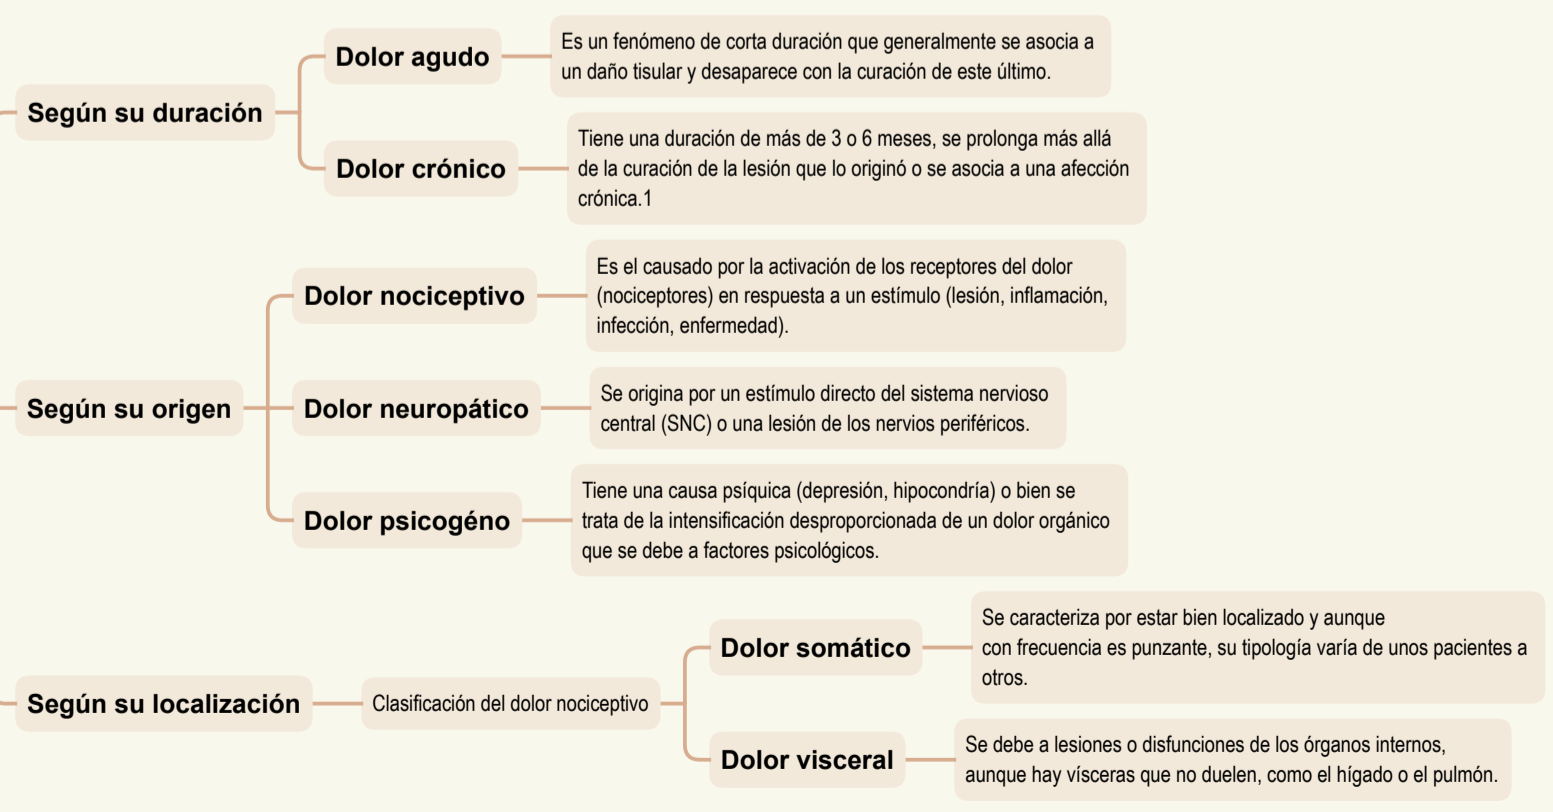 Según su duración
Dolor agudo
Es un fenómeno de corta duración que generalmente se asocia a
un daño tisular y desaparece con la curación de este último.
Dolor crónico
Tiene una duración de más de 3 o 6 meses, se prolonga más allá
de la curación de la lesión que lo originó o se asocia a una afección
crónica.1
Según su origen
Dolor nociceptivo
Es el causado por la activación de los receptores del dolor
(nociceptores) en respuesta a un estímulo (lesión, inflamación,
infección, enfermedad).
Dolor neuropático
Se origina por un estímulo directo del sistema nervioso
central (SNC) o una lesión de los nervios periféricos.
Dolor psicogéno
Tiene una causa psíquica (depresión, hipocondría) o bien se
trata de la intensificación desproporcionada de un dolor orgánico
que se debe a factores psicológicos.
Según su localización
Clasificación del dolor nociceptivo
Dolor somático
Se caracteriza por estar bien localizado y aunque
con frecuencia es punzante, su tipología varía de unos pacientes a
otros.
Dolor visceral
Se debe a lesiones o disfunciones de los órganos internos,
aunque hay vísceras que no duelen, como el hígado o el pulmón.